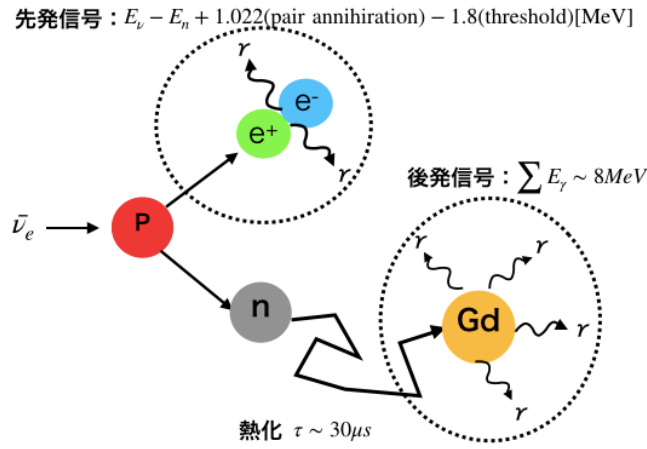 先発信号：E_ν − E_n + 1.022(pair annihiration) − 1.8(threshold)[MeV]
r
e⁻
e⁺
r
後発信号：∑ E_γ ~ 8MeV
P
ν̄_e
r
r
n
Gd
r
r
熱化 τ ~ 30μs